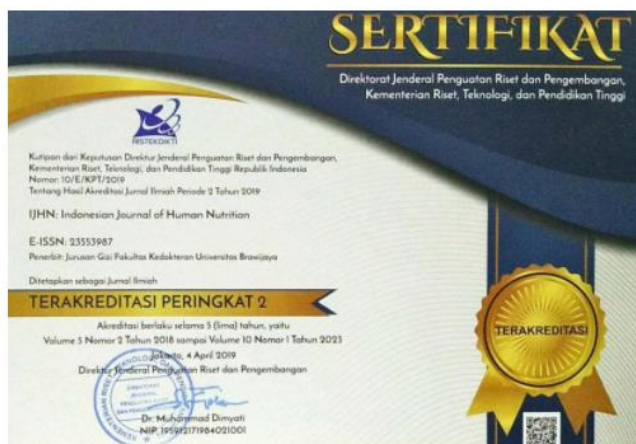 SERTIFIKAT
Direktorat Jenderal Penguatan Riset dan Pengembangan,
Kementerian Riset, Teknologi, dan Pendidikan Tinggi
RISTEKDIKTI
Kutipan dari Keputusan Direktur Jenderal Penguatan Riset dan Pengembangan,
Kementerian Riset, Teknologi, dan Pendidikan Tinggi Republik Indonesia
Nomor: 10/E/KPT/2019
Tentang Hasil Akreditasi Jurnal Ilmiah Periode 2 Tahun 2019
IJHN: Indonesian Journal of Human Nutrition
E-ISSN: 23553987
Penerbit: Jurusan Gizi Fakultas Kedokteran Universitas Brawijaya
Ditetapkan sebagai Jurnal Ilmiah
TERAKREDITASI PERINGKAT 2
Akreditasi berlaku selama 5 (lima) tahun, yaitu
Volume 5 Nomor 2 Tahun 2018 sampai Volume 10 Nomor 1 Tahun 2023
Jakarta, 4 April 2019
Direktur Jenderal Penguatan Riset dan Pengembangan
Dr. Muhammad Dimyati
NIP. 195912171984021001
TERAKREDITASI